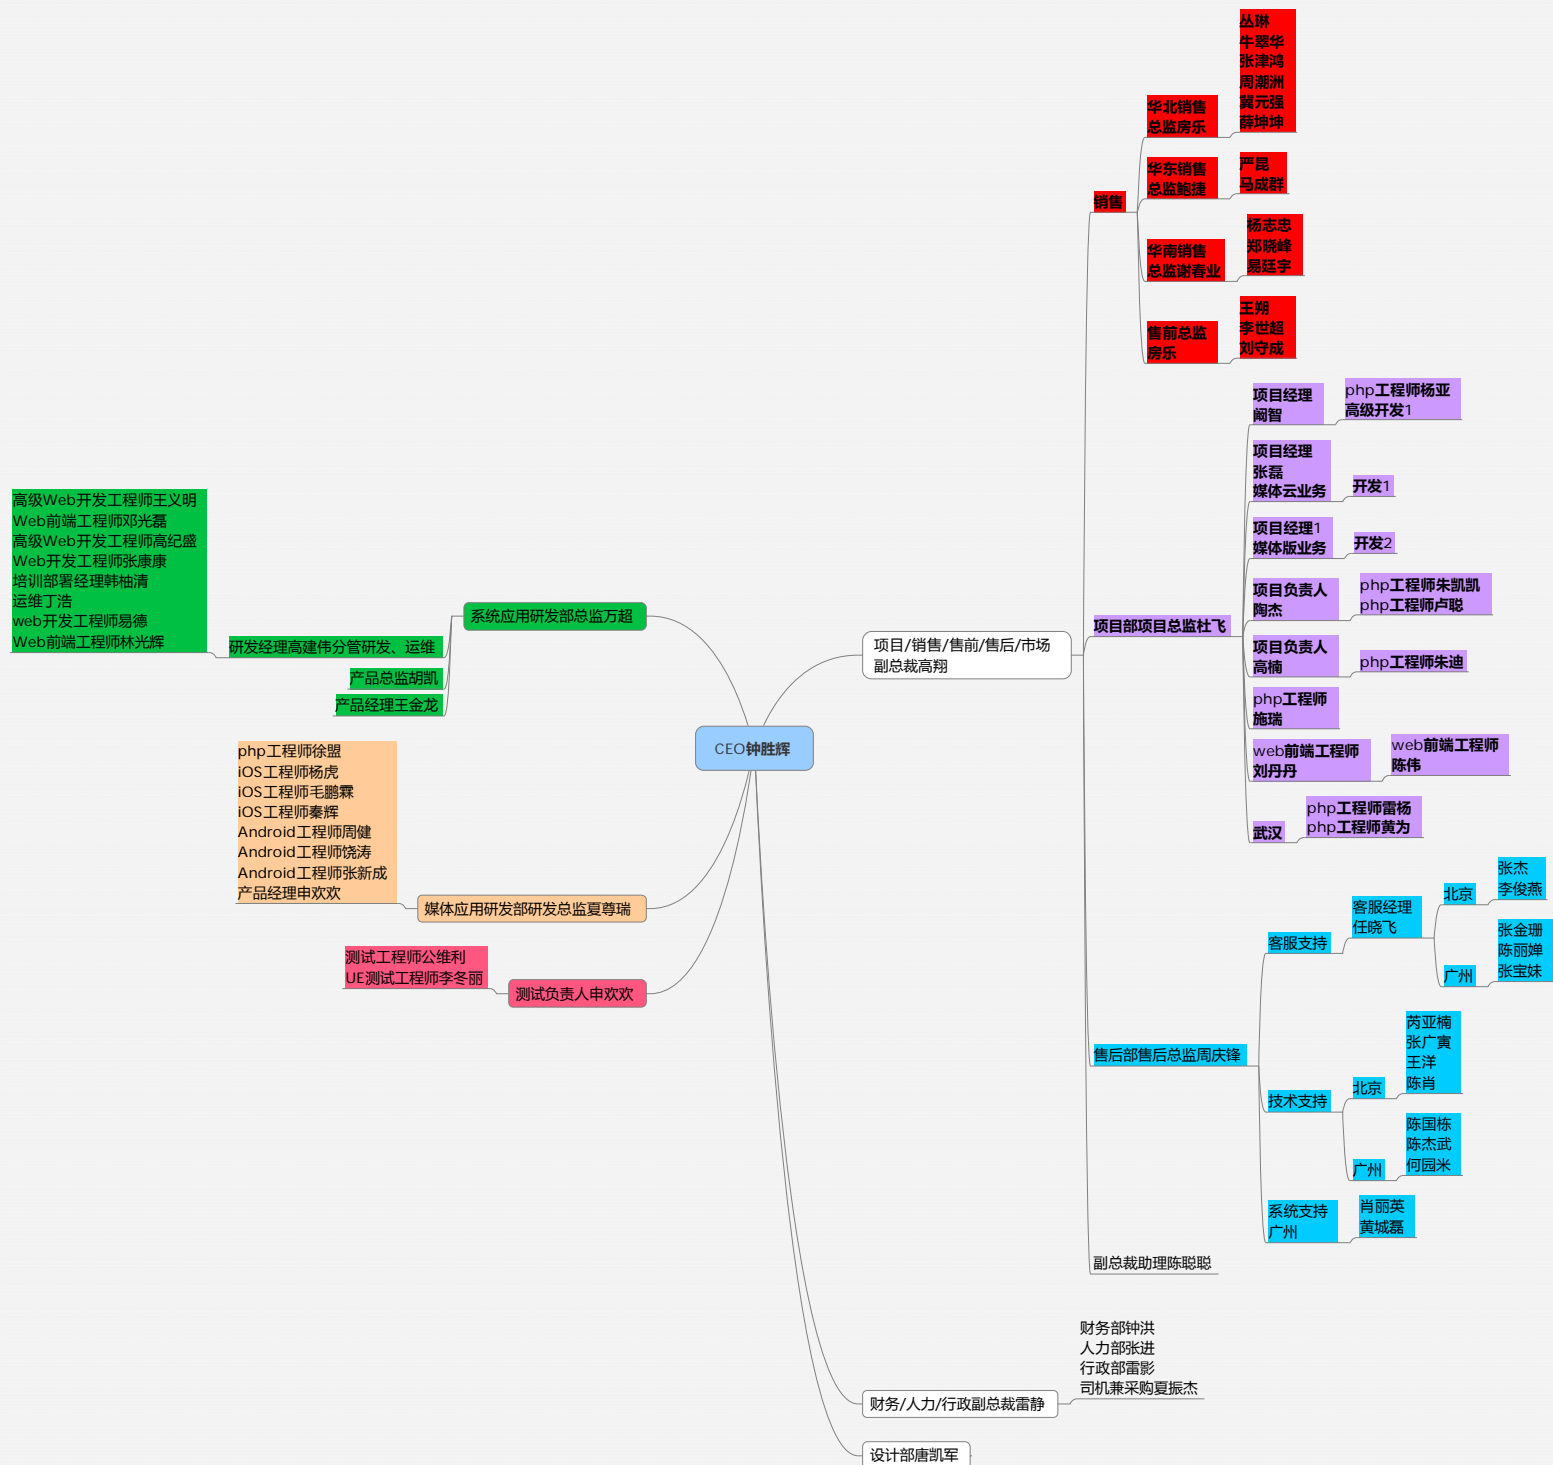 CEO钟胜辉
项目/销售/售前/售后/市场
副总裁高翔
销售
华北销售
总监房乐
丛琳
牛翠华
张津鸿
周潮洲
冀元强
薛坤坤
华东销售
总监鲍捷
严昆
马成群
华南销售
总监谢春业
杨志忠
郑晓峰
易廷宇
售前总监
房乐
王朔
李世超
刘守成
项目部项目总监杜飞
项目经理
阚智
php工程师杨亚
高级开发1
项目经理
张磊
媒体云业务
开发1
项目经理1
媒体版业务
开发2
项目负责人
陶杰
php工程师朱凯凯
php工程师卢聪
项目负责人
高楠
php工程师朱迪
php工程师
施瑞
web前端工程师
刘丹丹
web前端工程师
陈伟
武汉
php工程师雷杨
php工程师黄为
售后部售后总监周庆锋
客服支持
客服经理
任晓飞
北京
张杰
李俊燕
广州
张金珊
陈丽婵
张宝妹
技术支持
北京
芮亚楠
张广寅
王洋
陈肖
广州
陈国栋
陈杰武
何园米
系统支持
广州
肖丽英
黄城磊
副总裁助理陈聪聪
财务/人力/行政副总裁雷静
财务部钟洪
人力部张进
行政部雷影
司机兼采购夏振杰
设计部唐凯军
系统应用研发部总监万超
研发经理高建伟分管研发、运维
高级Web开发工程师王义明
Web前端工程师邓光磊
高级Web开发工程师高纪盛
Web开发工程师张康康
培训部署经理韩柚清
运维丁浩
web开发工程师易德
Web前端工程师林光辉
产品总监胡凯
产品经理王金龙
媒体应用研发部研发总监夏尊瑞
php工程师徐盟
iOS工程师杨虎
iOS工程师毛鹏霖
iOS工程师秦辉
Android工程师周健
Android工程师饶涛
Android工程师张新成
产品经理申欢欢
测试负责人申欢欢
测试工程师公维利
UE测试工程师李冬丽